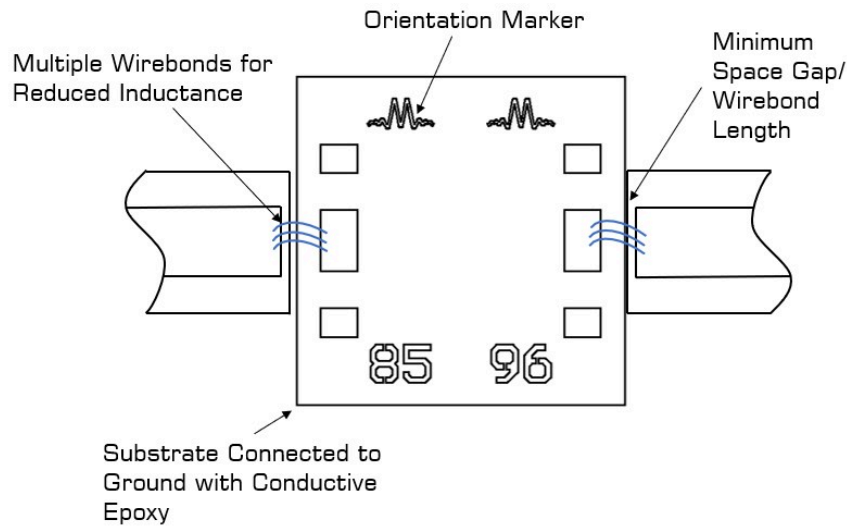 Orientation Marker
Multiple Wirebonds for
Reduced Inductance
Minimum
Space Gap/
Wirebond
Length
85 96
Substrate Connected to
Ground with Conductive
Epoxy